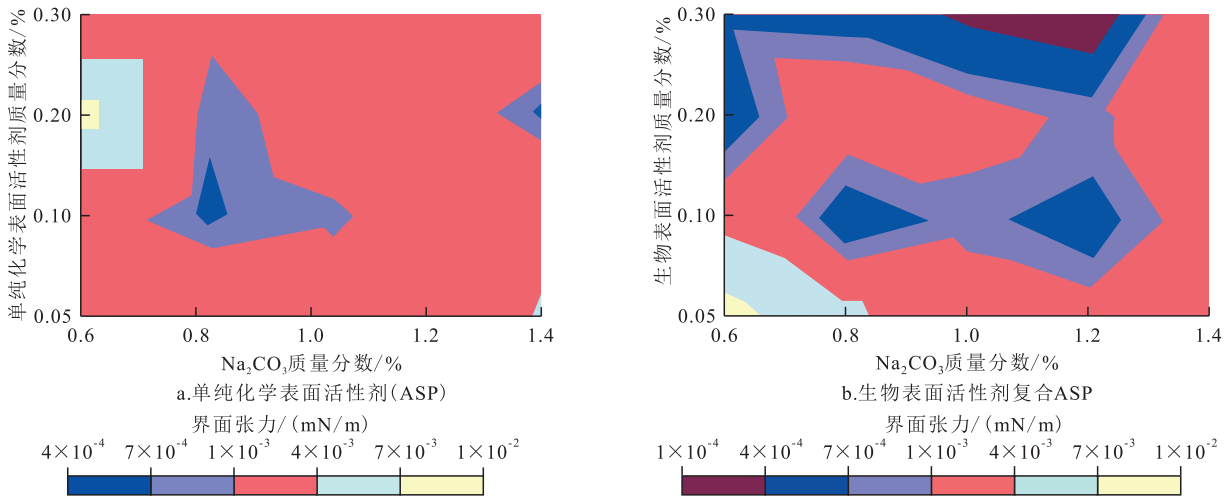 单纯化学表面活性剂质量分数/%
0.30
0.20
0.10
0.05
0.6 0.8 1.0 1.2 1.4
Na₂CO₃质量分数/%
a.单纯化学表面活性剂(ASP)
界面张力/(mN/m)
4×10⁻⁴ 7×10⁻⁴ 1×10⁻³ 4×10⁻³ 7×10⁻³ 1×10⁻²
生物表面活性剂质量分数/%
0.30
0.20
0.10
0.05
0.6 0.8 1.0 1.2 1.4
Na₂CO₃质量分数/%
b.生物表面活性剂复合ASP
界面张力/(mN/m)
1×10⁻⁴ 4×10⁻⁴ 7×10⁻⁴ 1×10⁻³ 4×10⁻³ 7×10⁻³ 1×10⁻²